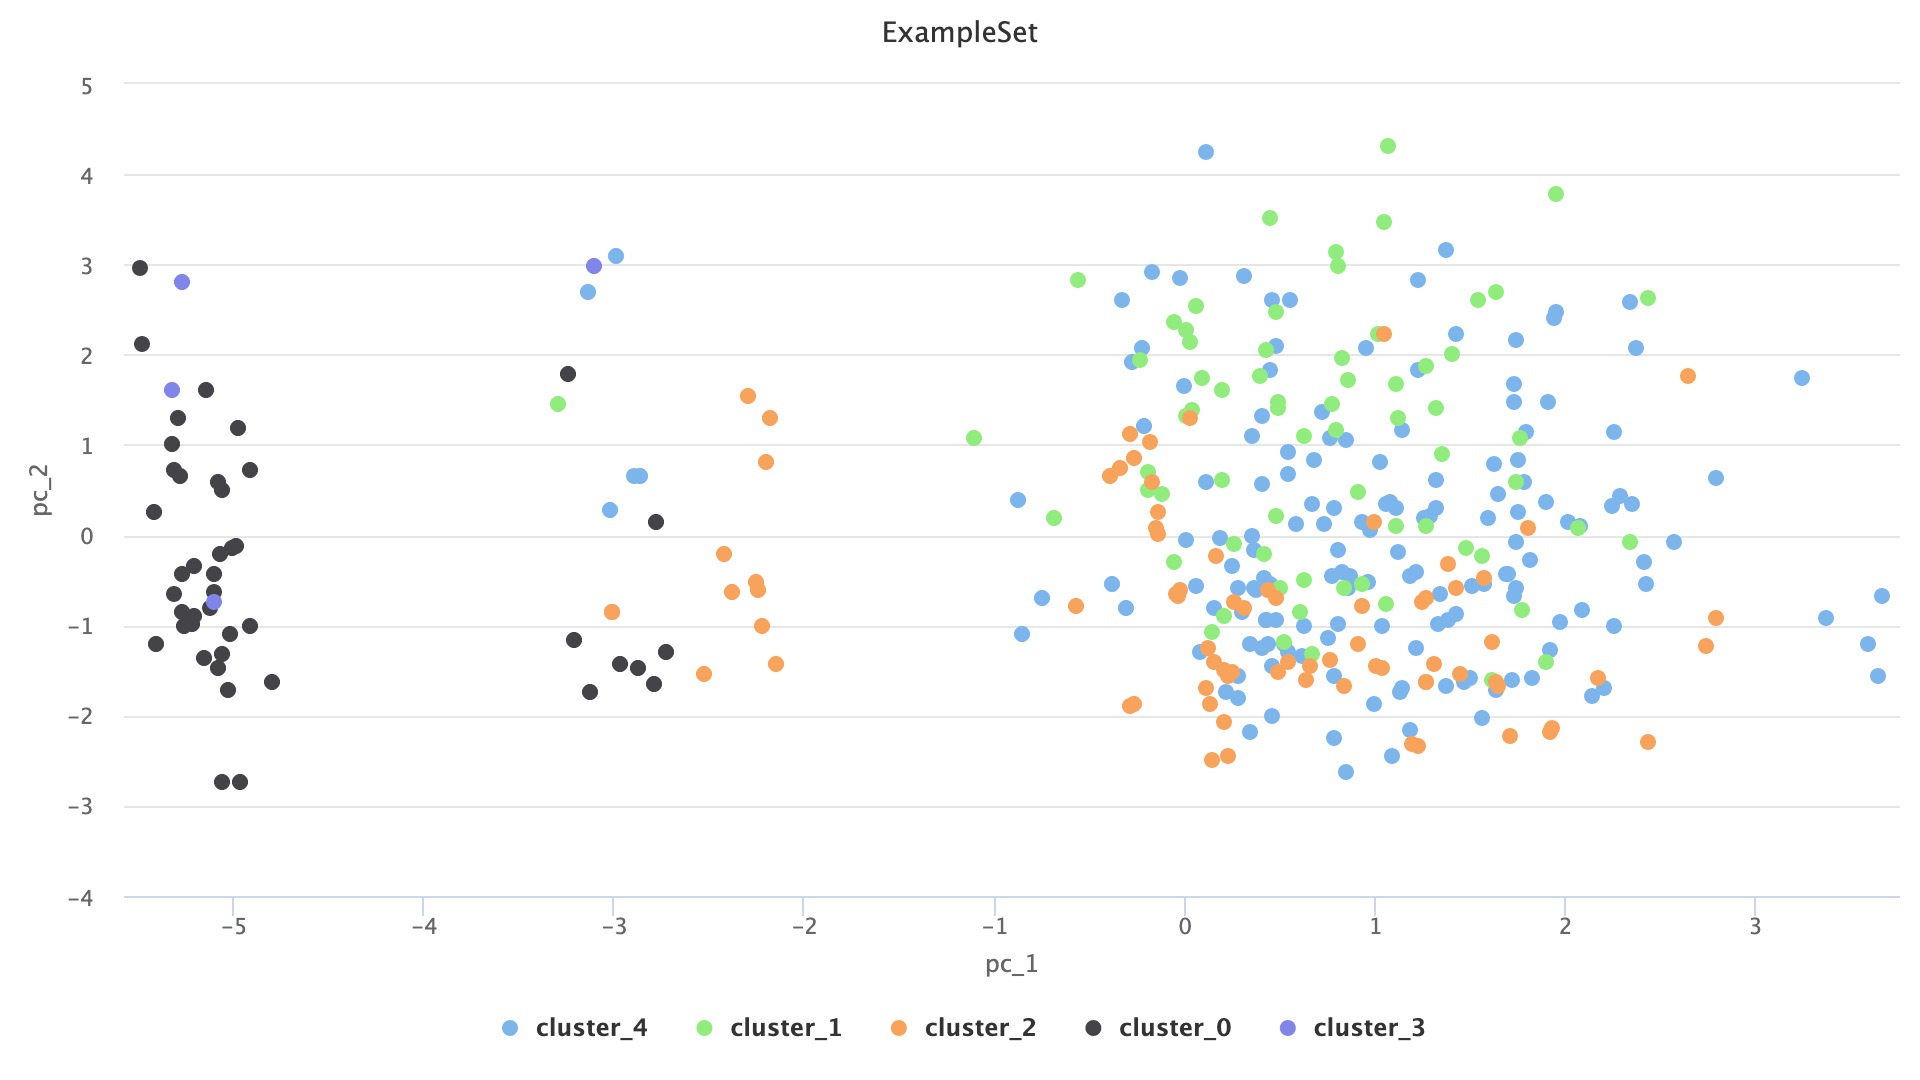 ExampleSet
5
4
3
2
1
0
−1
−2
−3
−4
pc_2
−5 −4 −3 −2 −1 0 1 2 3
pc_1
cluster_4 cluster_1 cluster_2 cluster_0 cluster_3